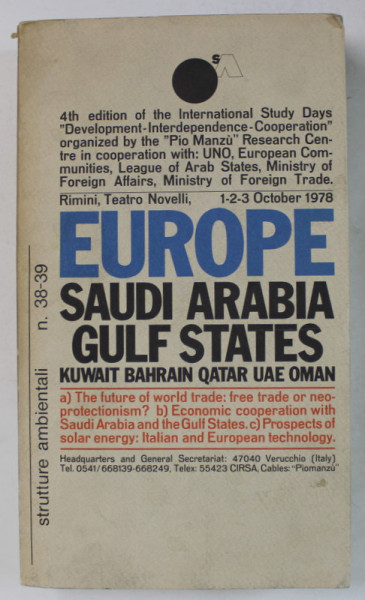 sA
4th edition of the International Study Days
"Development-Interdependence-Cooperation"
organized by the "Pio Manzù" Research Cen-
tre in cooperation with: UNO, European Com-
munities, League of Arab States, Ministry of
Foreign Affairs, Ministry of Foreign Trade.
Rimini, Teatro Novelli, 1-2-3 October 1978
EUROPE
SAUDI ARABIA
GULF STATES
KUWAIT BAHRAIN QATAR UAE OMAN
a) The future of world trade: free trade or neo-
protectionism? b) Economic cooperation with
Saudi Arabia and the Gulf States. c) Prospects of
solar energy: Italian and European technology.
Headquarters and General Secretariat: 47040 Verucchio (Italy)
Tel. 0541/668139-668249. Telex: 55423 CIRSA, Cables: "Piomanzù"
strutture ambientali n. 38-39